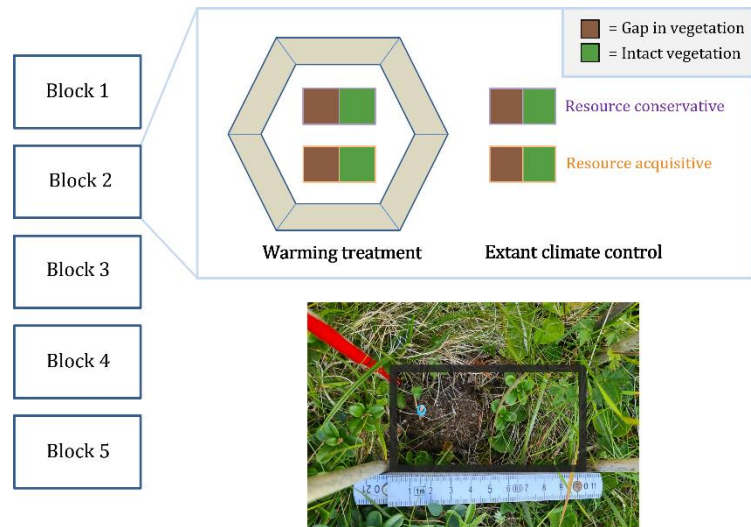 = Gap in vegetation
= Intact vegetation
Block 1
Block 2
Block 3
Block 4
Block 5
Resource conservative
Resource acquisitive
Warming treatment
Extant climate control